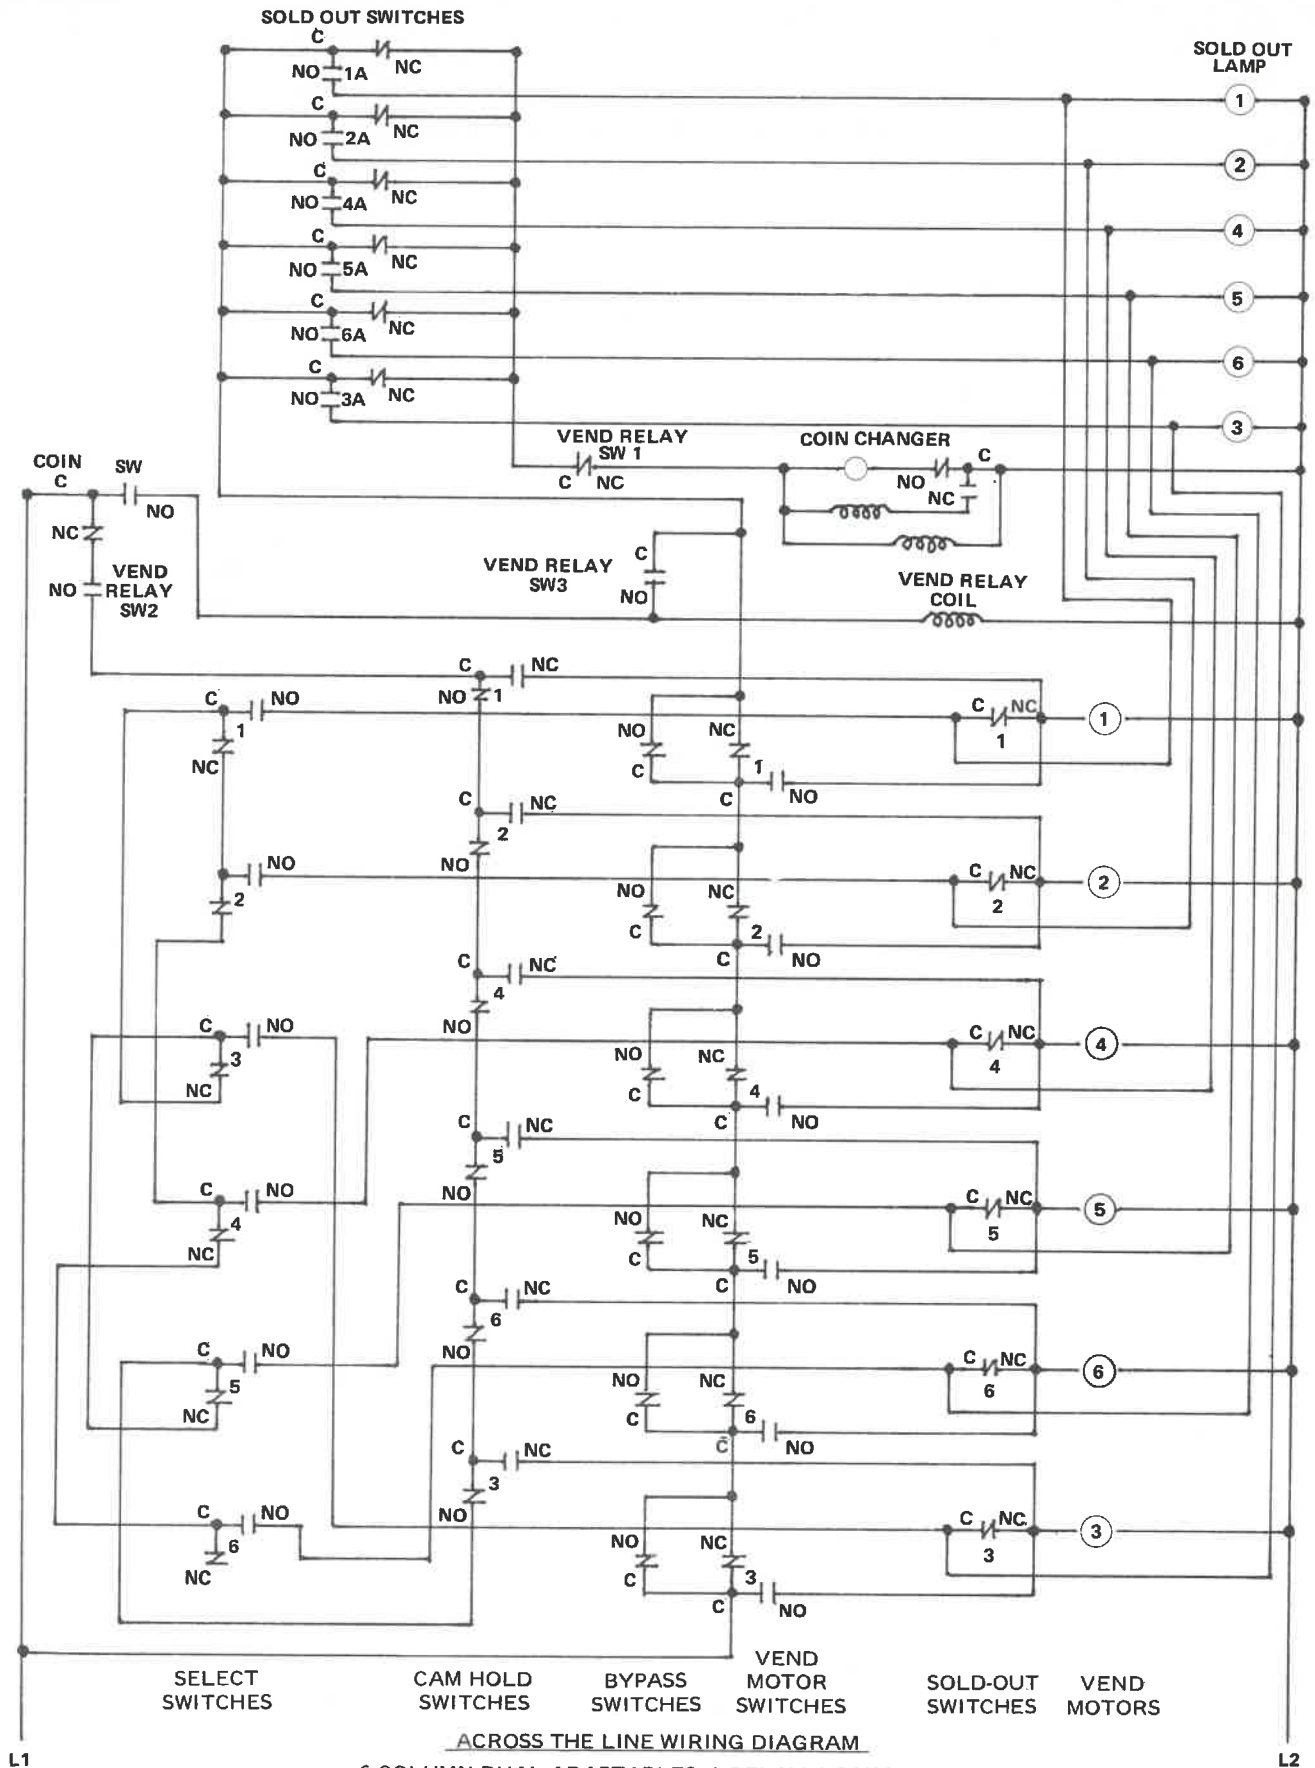 SOLD OUT SWITCHES
C
NC
NO 1A
SOLD OUT
LAMP
1
C
NC
NO 2A
2
C
NC
NO 4A
4
C
NC
NO 5A
5
C
NC
NO 6A
6
C
NC
NO 3A
3
VEND RELAY
SW 1
C NC
COIN CHANGER
C
NO
NC
COIN
C
SW
NO
NC
NO
VEND
RELAY
SW2
VEND RELAY
SW3
C
NO
VEND RELAY
COIL
C NC
NO 1
C NO
1
NC
NO NC
C 1
C NO
C NC
1
1
C NC
2
NO
NO
2
NO NC
C 2
C NO
C NC
2
2
C NC
4
NO
C NO
3
NC
NO NC
C 4
C NO
C NC
4
4
C NC
5
NO
C NO
4
NC
NO NC
C 5
C NO
C NC
5
5
C NC
6
NO
C NO
5
NC
NO NC
C 6
C NO
C NC
6
6
C NC
3
NO
C NO
6
NC
NO NC
C 3
C NO
C NC
3
3
SELECT
SWITCHES
CAM HOLD
SWITCHES
BYPASS
SWITCHES
VEND
MOTOR
SWITCHES
SOLD-OUT
SWITCHES
VEND
MOTORS
ACROSS THE LINE WIRING DIAGRAM
L1
L2